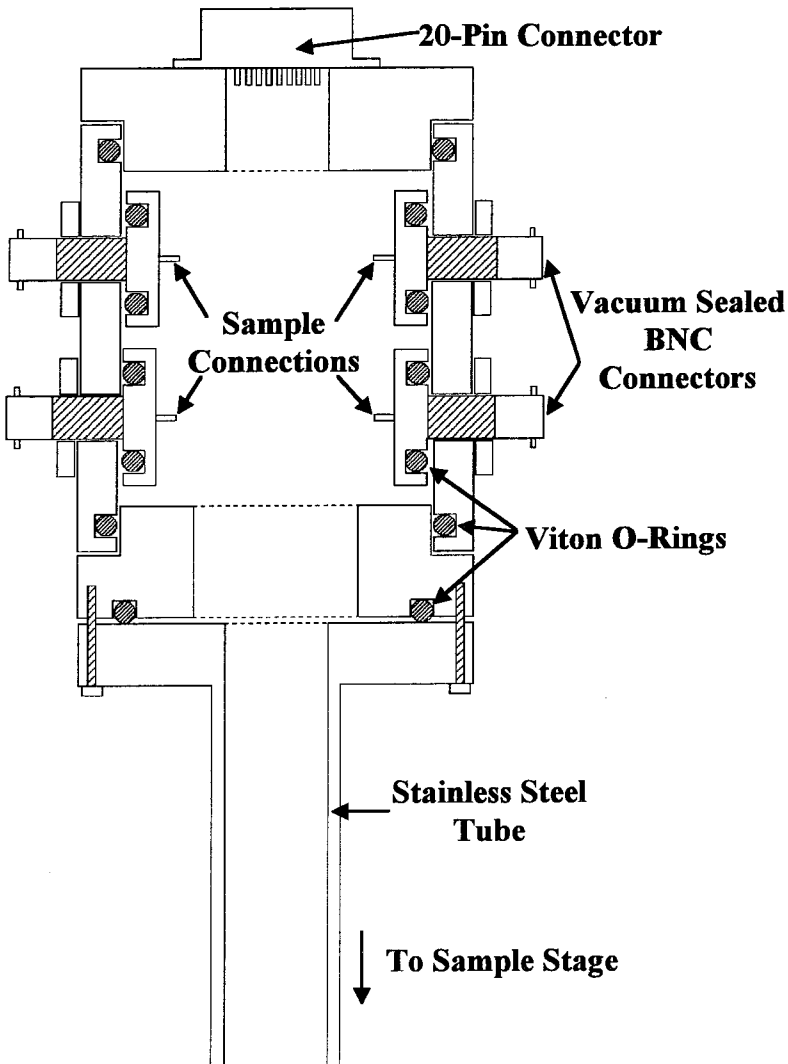 20-Pin Connector
Sample
Connections
Vacuum Sealed
BNC
Connectors
Viton O-Rings
Stainless Steel
Tube
To Sample Stage